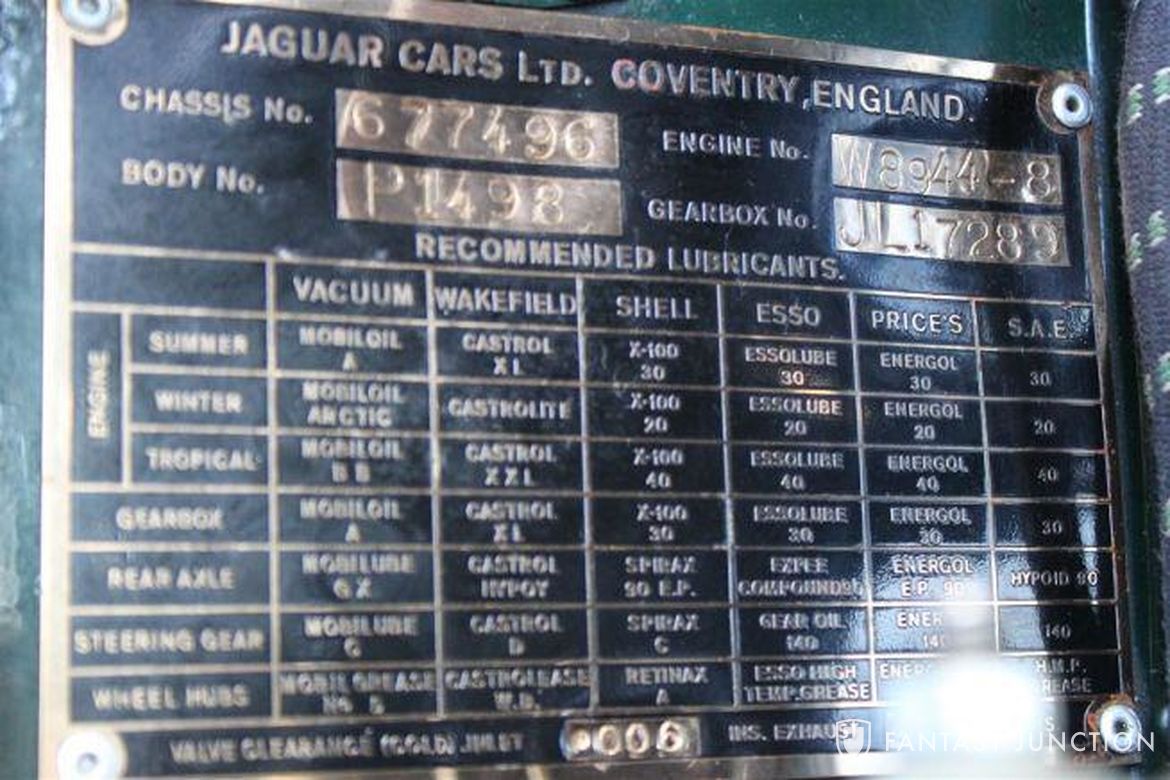 JAGUAR CARS LTD. COVENTRY, ENGLAND.
CHASSIS No. 677496 ENGINE No. W8944-8
BODY No. P1498 GEARBOX No. JL17289
RECOMMENDED LUBRICANTS.
VACUUM WAKEFIELD SHELL ESSO PRICE'S S.A.E.
ENGINE
SUMMER MOBILOIL A CASTROL XL X-100 30 ESSOLUBE 30 ENERGOL 30 30
WINTER MOBILOIL ARCTIC CASTROLITE X-100 20 ESSOLUBE 20 ENERGOL 20 20
TROPICAL MOBILOIL BB CASTROL XXL X-100 40 ESSOLUBE 40 ENERGOL 40 40
GEARBOX MOBILOIL A CASTROL XL X-100 30 ESSOLUBE 30 ENERGOL 30 30
REAR AXLE MOBILUBE GX CASTROL HYPOY SPIRAX 90 E.P. EXPEE COMPOUND 90 ENERGOL E.P. 90 HYPOID 90
STEERING GEAR MOBILUBE C CASTROL D SPIRAX C GEAR OIL 140 140 140
WHEEL HUBS MOBIL GREASE No 5 CASTROLEASE W.B. RETINAX A ESSO HIGH TEMP. GREASE H.M.P.
VALVE CLEARANCE (COLD) INLET .006 INS. EXHAUST
FANTASY JUNCTION